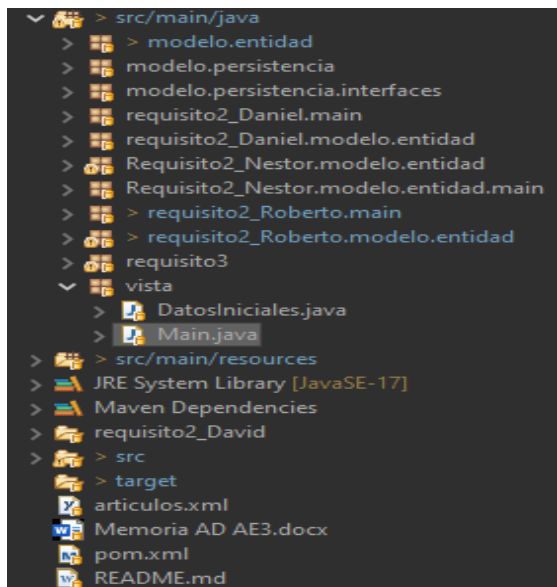 > src/main/java
> modelo.entidad
modelo.persistencia
modelo.persistencia.interfaces
requisito2_Daniel.main
requisito2_Daniel.modelo.entidad
Requisito2_Nestor.modelo.entidad
Requisito2_Nestor.modelo.entidad.main
> requisito2_Roberto.main
> requisito2_Roberto.modelo.entidad
requisito3
vista
DatosIniciales.java
Main.java
> src/main/resources
JRE System Library [JavaSE-17]
Maven Dependencies
requisito2_David
> src
> target
articulos.xml
Memoria AD AE3.docx
pom.xml
README.md